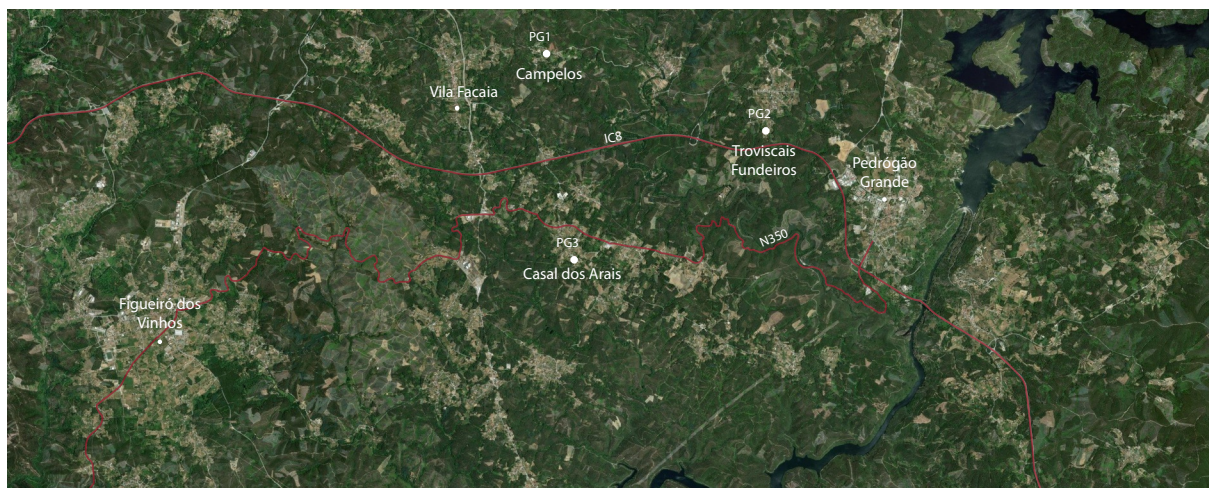 PG1
Campelos
Vila Facaia
IC8
PG2
Troviscais
Fundeiros
Pedrógão
Grande
N350
PG3
Casal dos Arais
Figueiró dos
Vinhos